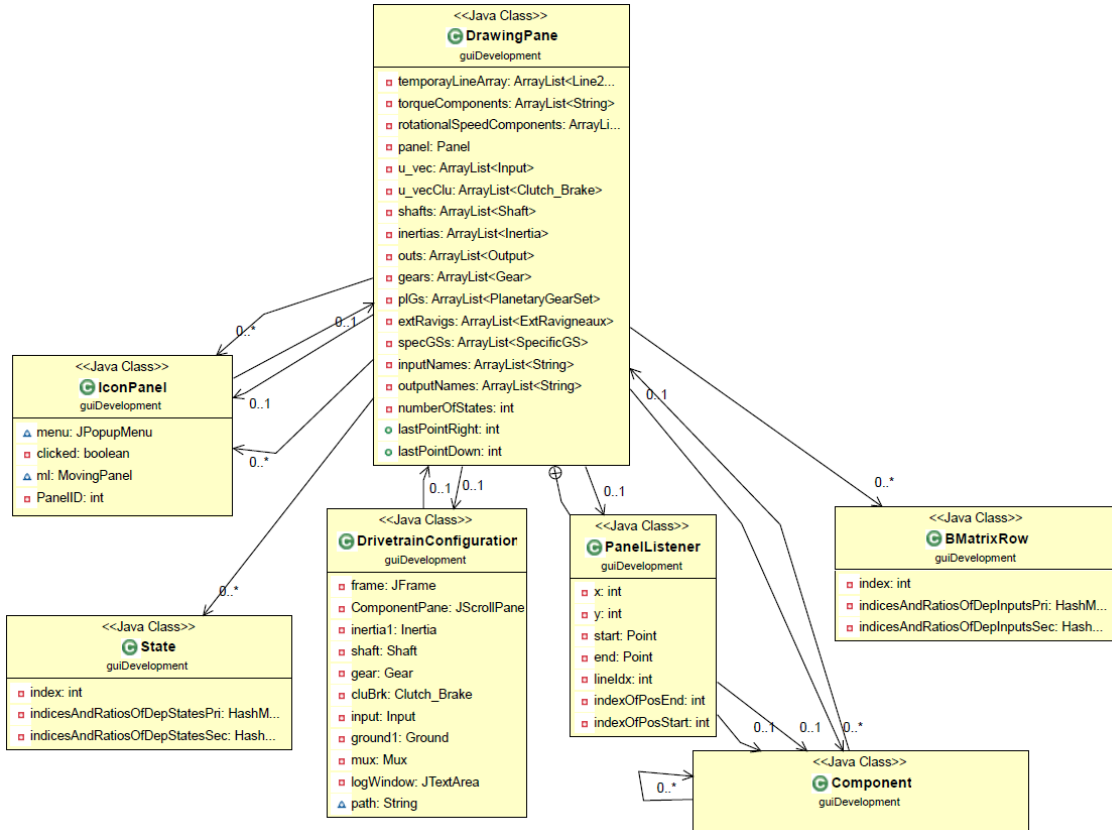 <<Java Class>>
DrawingPane
guiDevelopment
temporayLineArray: ArrayList<Line2...
torqueComponents: ArrayList<String>
rotationalSpeedComponents: ArrayLi...
panel: Panel
u_vec: ArrayList<Input>
u_vecClu: ArrayList<Clutch_Brake>
shafts: ArrayList<Shaft>
inertias: ArrayList<Inertia>
outs: ArrayList<Output>
gears: ArrayList<Gear>
plGs: ArrayList<PlanetaryGearSet>
extRavigs: ArrayList<ExtRavigneaux>
specGSs: ArrayList<SpecificGS>
inputNames: ArrayList<String>
outputNames: ArrayList<String>
numberOfStates: int
lastPointRight: int
lastPointDown: int
0..*
0..1
0..1
0..*
0..*
0..1
0..1
0..1
0..1
0..*
<<Java Class>>
IconPanel
guiDevelopment
menu: JPopupMenu
clicked: boolean
ml: MovingPanel
PanelID: int
<<Java Class>>
State
guiDevelopment
index: int
indicesAndRatiosOfDepStatesPri: HashM...
indicesAndRatiosOfDepStatesSec: Hash...
<<Java Class>>
DrivetrainConfiguration
guiDevelopment
frame: JFrame
ComponentPane: JScrollPane
inertia1: Inertia
shaft: Shaft
gear: Gear
cluBrk: Clutch_Brake
input: Input
ground1: Ground
mux: Mux
logWindow: JTextArea
path: String
<<Java Class>>
PanelListener
guiDevelopment
x: int
y: int
start: Point
end: Point
lineIdx: int
indexOfPosEnd: int
indexOfPosStart: int
<<Java Class>>
BMatrixRow
guiDevelopment
index: int
indicesAndRatiosOfDepInputsPri: HashM...
indicesAndRatiosOfDepInputsSec: Hash...
0..1
0..1
0..*
<<Java Class>>
Component
guiDevelopment
0..*